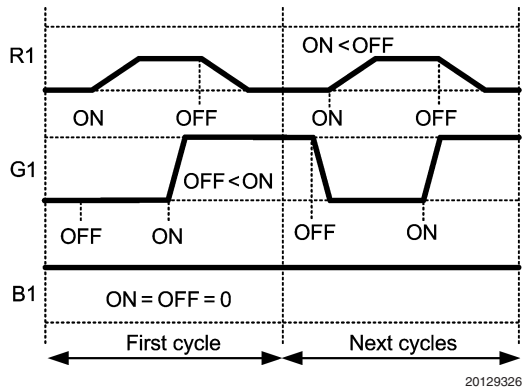 R1
ON < OFF
ON OFF ON OFF
G1
OFF < ON
OFF ON OFF ON
B1
ON = OFF = 0
First cycle Next cycles
20129326